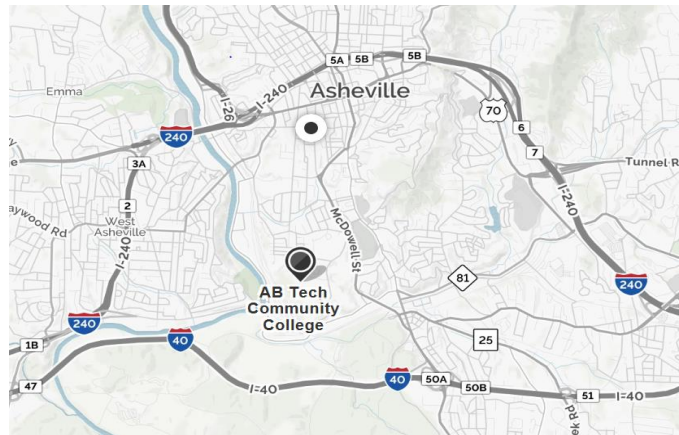 5A
5B
5B
Asheville
Emma
I-26
I-240
70
6
7
240
3A
Tunnel R
2
I-240
aywood Rd
West
Asheville
I-240
McDowell St
AB Tech
Community
College
81
240
240
1B
40
25
47
I-40
40
50A
50B
51
I-40
ek Rd